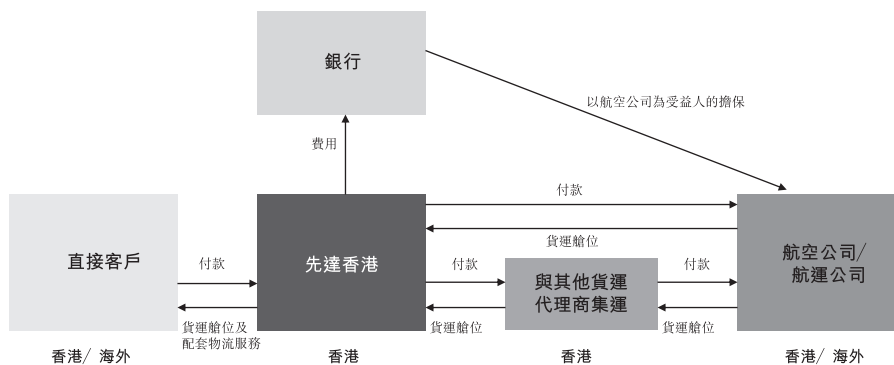 銀行
以航空公司為受益人的擔保
費用
付款
貨運艙位
直接客戶
付款
貨運艙位及
配套物流服務
先達香港
付款
貨運艙位
與其他貨運
代理商集運
付款
貨運艙位
航空公司/
航運公司
香港/ 海外
香港
香港
香港/ 海外